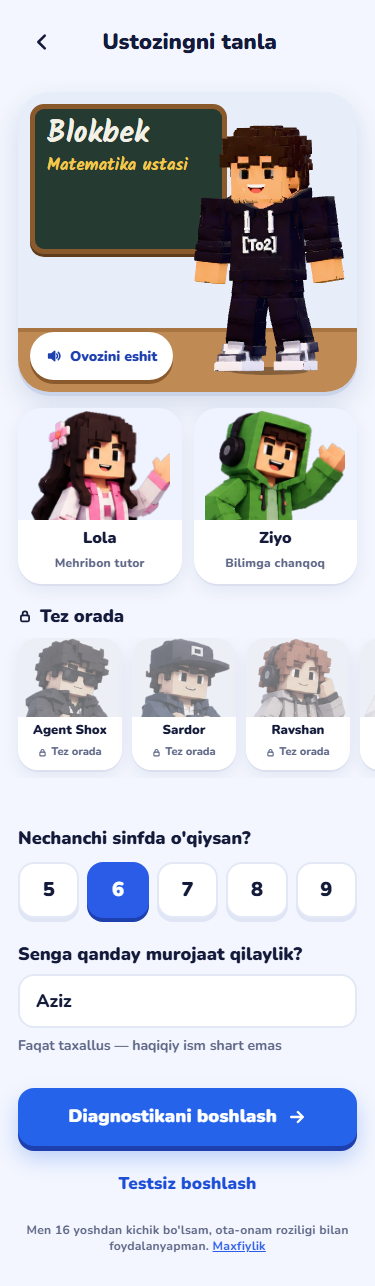 Ustozingni tanla
Blokbek
Matematika ustasi
[To2]
Ovozini eshit
Lola
Mehribon tutor
Ziyo
Bilimga chanqoq
Tez orada
Agent Shox
Tez orada
Sardor
Tez orada
Ravshan
Tez orada
Nechanchi sinfda o'qiysan?
5
6
7
8
9
Senga qanday murojaat qilaylik?
Aziz
Faqat taxallus — haqiqiy ism shart emas
Diagnostikani boshlash →
Testsiz boshlash
Men 16 yoshdan kichik bo'lsam, ota-onam roziligi bilan
foydalanyapman. Maxfiylik